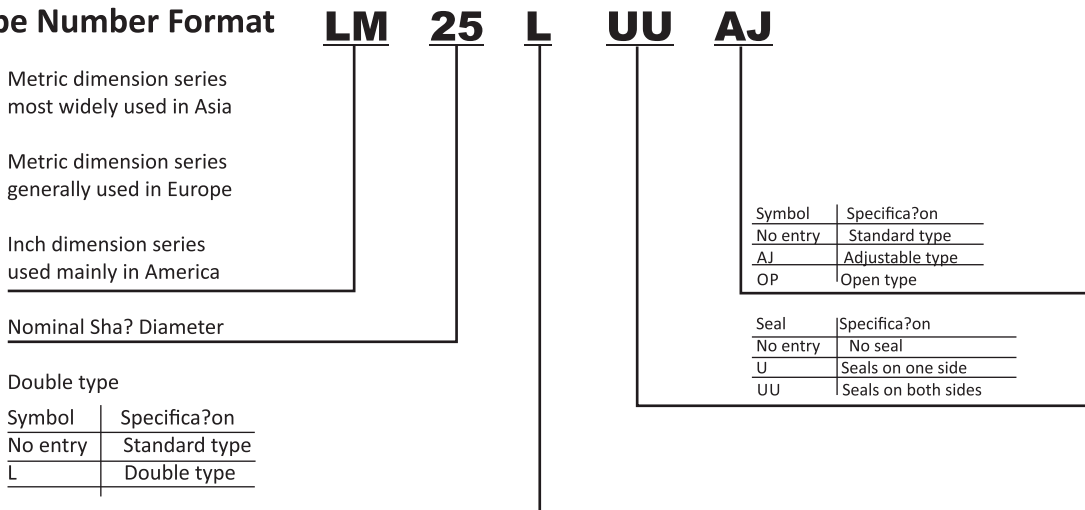 pe Number Format LM 25 L UU AJ
Metric dimension series
most widely used in Asia
Metric dimension series
generally used in Europe
Inch dimension series
used mainly in America
Nominal Sha? Diameter
Double type
Symbol Specifica?on
No entry Standard type
L Double type
Symbol Specifica?on
No entry Standard type
AJ Adjustable type
OP Open type
Seal Specifica?on
No entry No seal
U Seals on one side
UU Seals on both sides